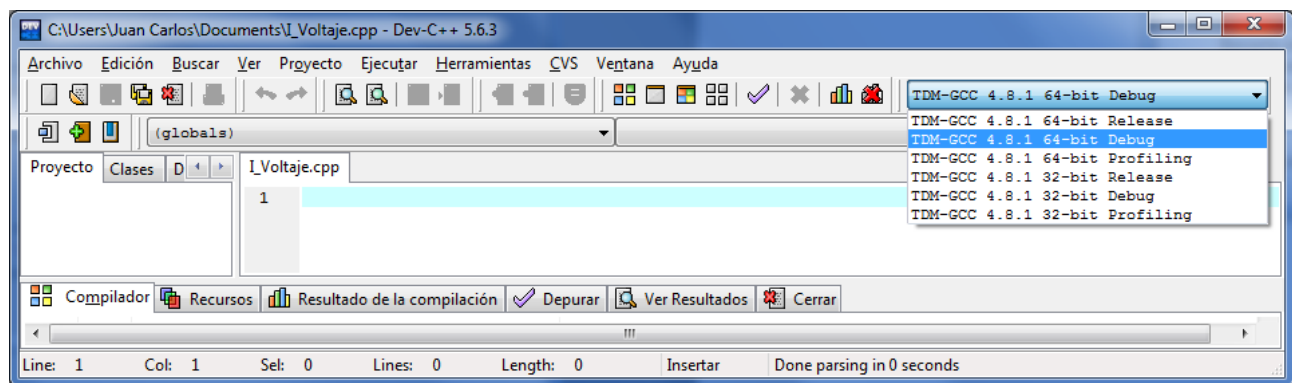 C:\Users\Juan Carlos\Documents\I_Voltaje.cpp - Dev-C++ 5.6.3
Archivo Edición Buscar Ver Proyecto Ejecutar Herramientas CVS Ventana Ayuda
TDM-GCC 4.8.1 64-bit Debug
TDM-GCC 4.8.1 64-bit Release
TDM-GCC 4.8.1 64-bit Debug
TDM-GCC 4.8.1 64-bit Profiling
TDM-GCC 4.8.1 32-bit Release
TDM-GCC 4.8.1 32-bit Debug
TDM-GCC 4.8.1 32-bit Profiling
(globals)
Proyecto Clases D I_Voltaje.cpp
1
Compilador Recursos Resultado de la compilación Depurar Ver Resultados Cerrar
Line: 1 Col: 1 Sel: 0 Lines: 0 Length: 0 Insertar Done parsing in 0 seconds